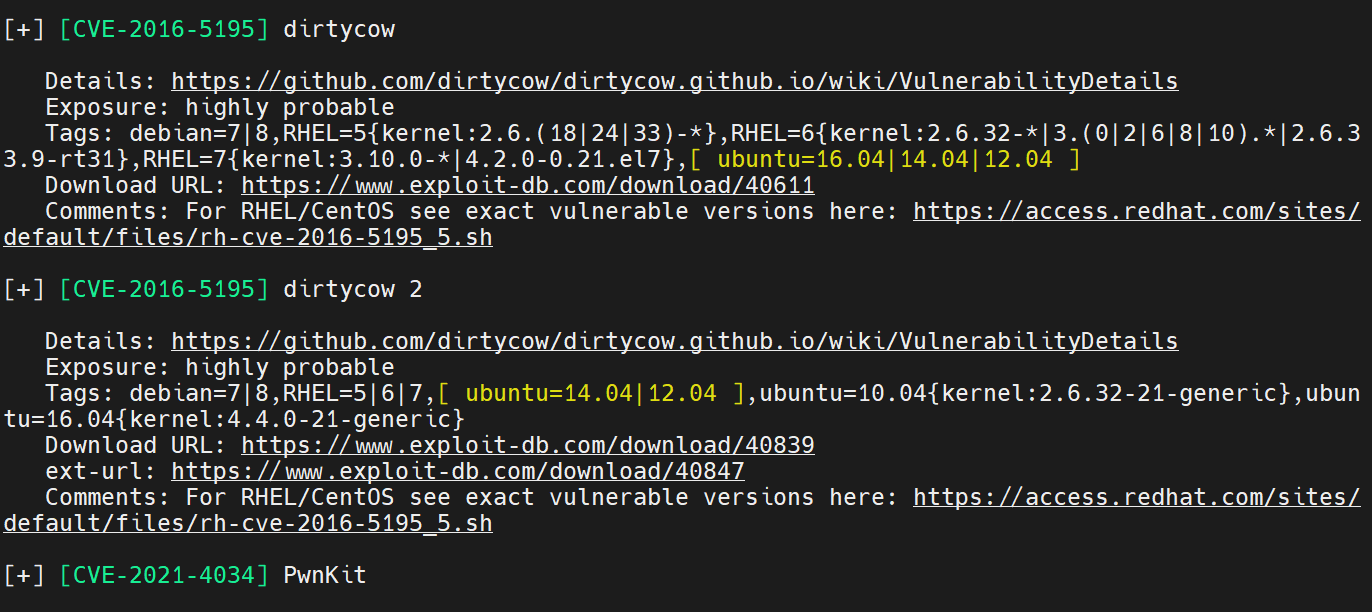 [+] [CVE-2016-5195] dirtycow
Details: https://github.com/dirtycow/dirtycow.github.io/wiki/VulnerabilityDetails
Exposure: highly probable
Tags: debian=7|8,RHEL=5{kernel:2.6.(18|24|33)-*},RHEL=6{kernel:2.6.32-*|3.(0|2|6|8|10).*|2.6.3
3.9-rt31},RHEL=7{kernel:3.10.0-*|4.2.0-0.21.el7},[ ubuntu=16.04|14.04|12.04 ]
Download URL: https://www.exploit-db.com/download/40611
Comments: For RHEL/CentOS see exact vulnerable versions here: https://access.redhat.com/sites/
default/files/rh-cve-2016-5195_5.sh
[+] [CVE-2016-5195] dirtycow 2
Details: https://github.com/dirtycow/dirtycow.github.io/wiki/VulnerabilityDetails
Exposure: highly probable
Tags: debian=7|8,RHEL=5|6|7,[ ubuntu=14.04|12.04 ],ubuntu=10.04{kernel:2.6.32-21-generic},ubun
tu=16.04{kernel:4.4.0-21-generic}
Download URL: https://www.exploit-db.com/download/40839
ext-url: https://www.exploit-db.com/download/40847
Comments: For RHEL/CentOS see exact vulnerable versions here: https://access.redhat.com/sites/
default/files/rh-cve-2016-5195_5.sh
[+] [CVE-2021-4034] PwnKit